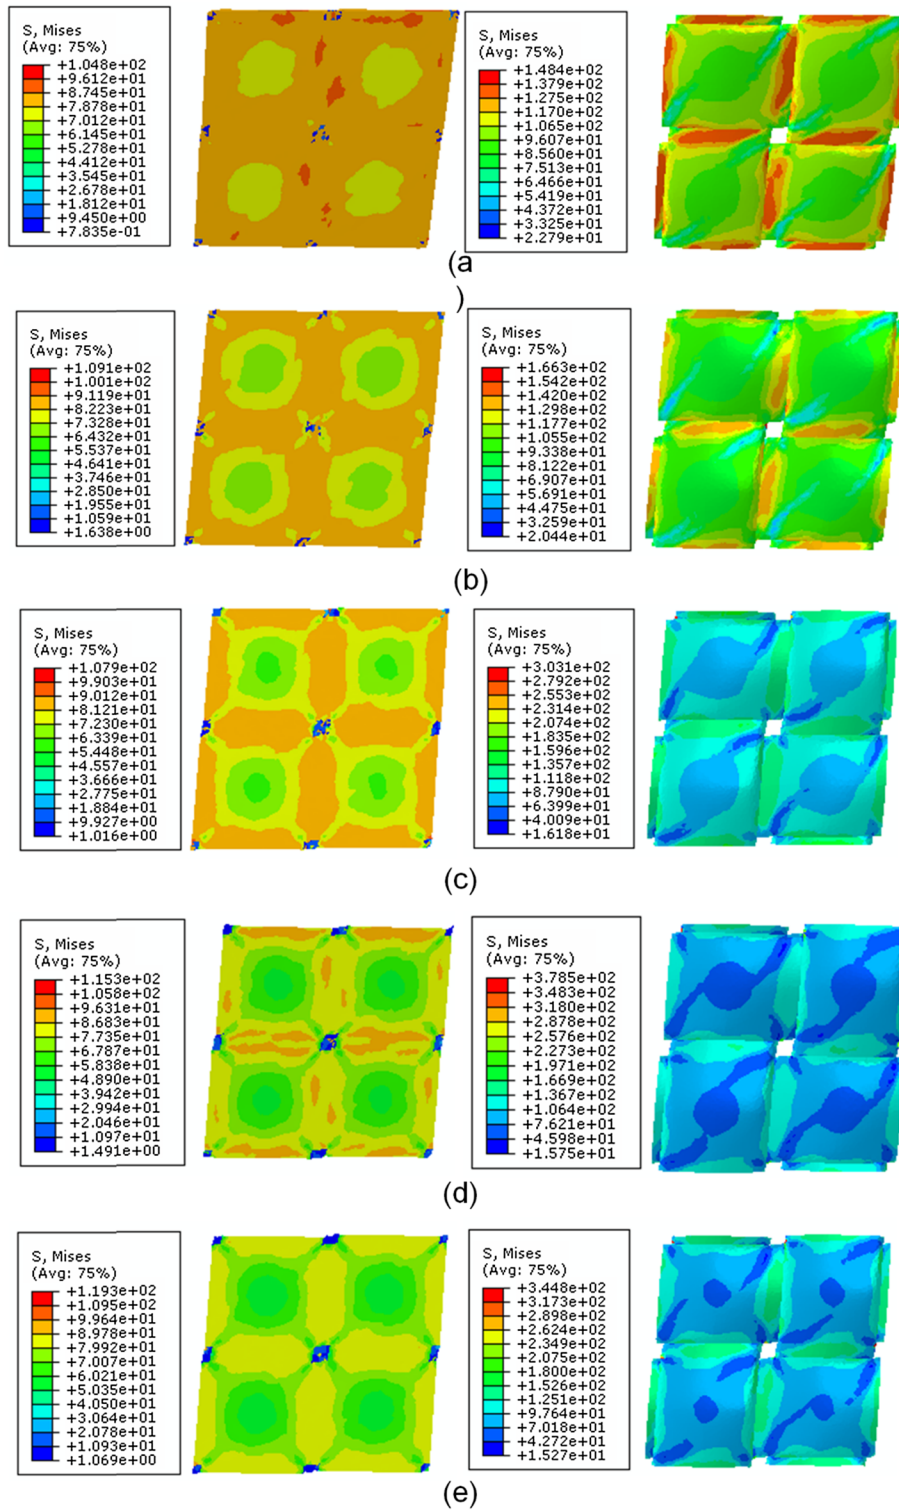 S, Mises
(Avg: 75%)
+1.048e+02
+9.612e+01
+8.745e+01
+7.878e+01
+7.012e+01
+6.145e+01
+5.278e+01
+4.412e+01
+3.545e+01
+2.678e+01
+1.812e+01
+9.450e+00
+7.835e-01
S, Mises
(Avg: 75%)
+1.484e+02
+1.379e+02
+1.275e+02
+1.170e+02
+1.065e+02
+9.607e+01
+8.560e+01
+7.513e+01
+6.466e+01
+5.419e+01
+4.372e+01
+3.325e+01
+2.279e+01
(a
)
S, Mises
(Avg: 75%)
+1.091e+02
+1.001e+02
+9.119e+01
+8.223e+01
+7.328e+01
+6.432e+01
+5.537e+01
+4.641e+01
+3.746e+01
+2.850e+01
+1.955e+01
+1.059e+01
+1.638e+00
S, Mises
(Avg: 75%)
+1.663e+02
+1.542e+02
+1.420e+02
+1.298e+02
+1.177e+02
+1.055e+02
+9.338e+01
+8.122e+01
+6.907e+01
+5.691e+01
+4.475e+01
+3.259e+01
+2.044e+01
(b)
S, Mises
(Avg: 75%)
+1.079e+02
+9.903e+01
+9.012e+01
+8.121e+01
+7.230e+01
+6.339e+01
+5.448e+01
+4.557e+01
+3.666e+01
+2.775e+01
+1.884e+01
+9.927e+00
+1.016e+00
S, Mises
(Avg: 75%)
+3.031e+02
+2.792e+02
+2.553e+02
+2.314e+02
+2.074e+02
+1.835e+02
+1.596e+02
+1.357e+02
+1.118e+02
+8.790e+01
+6.399e+01
+4.009e+01
+1.618e+01
(c)
S, Mises
(Avg: 75%)
+1.153e+02
+1.058e+02
+9.631e+01
+8.683e+01
+7.735e+01
+6.787e+01
+5.838e+01
+4.890e+01
+3.942e+01
+2.994e+01
+2.046e+01
+1.097e+01
+1.491e+00
S, Mises
(Avg: 75%)
+3.785e+02
+3.483e+02
+3.180e+02
+2.878e+02
+2.576e+02
+2.273e+02
+1.971e+02
+1.669e+02
+1.367e+02
+1.064e+02
+7.621e+01
+4.598e+01
+1.575e+01
(d)
S, Mises
(Avg: 75%)
+1.193e+02
+1.095e+02
+9.964e+01
+8.978e+01
+7.992e+01
+7.007e+01
+6.021e+01
+5.035e+01
+4.050e+01
+3.064e+01
+2.078e+01
+1.093e+01
+1.069e+00
S, Mises
(Avg: 75%)
+3.448e+02
+3.173e+02
+2.898e+02
+2.624e+02
+2.349e+02
+2.075e+02
+1.800e+02
+1.526e+02
+1.251e+02
+9.764e+01
+7.018e+01
+4.272e+01
+1.527e+01
(e)